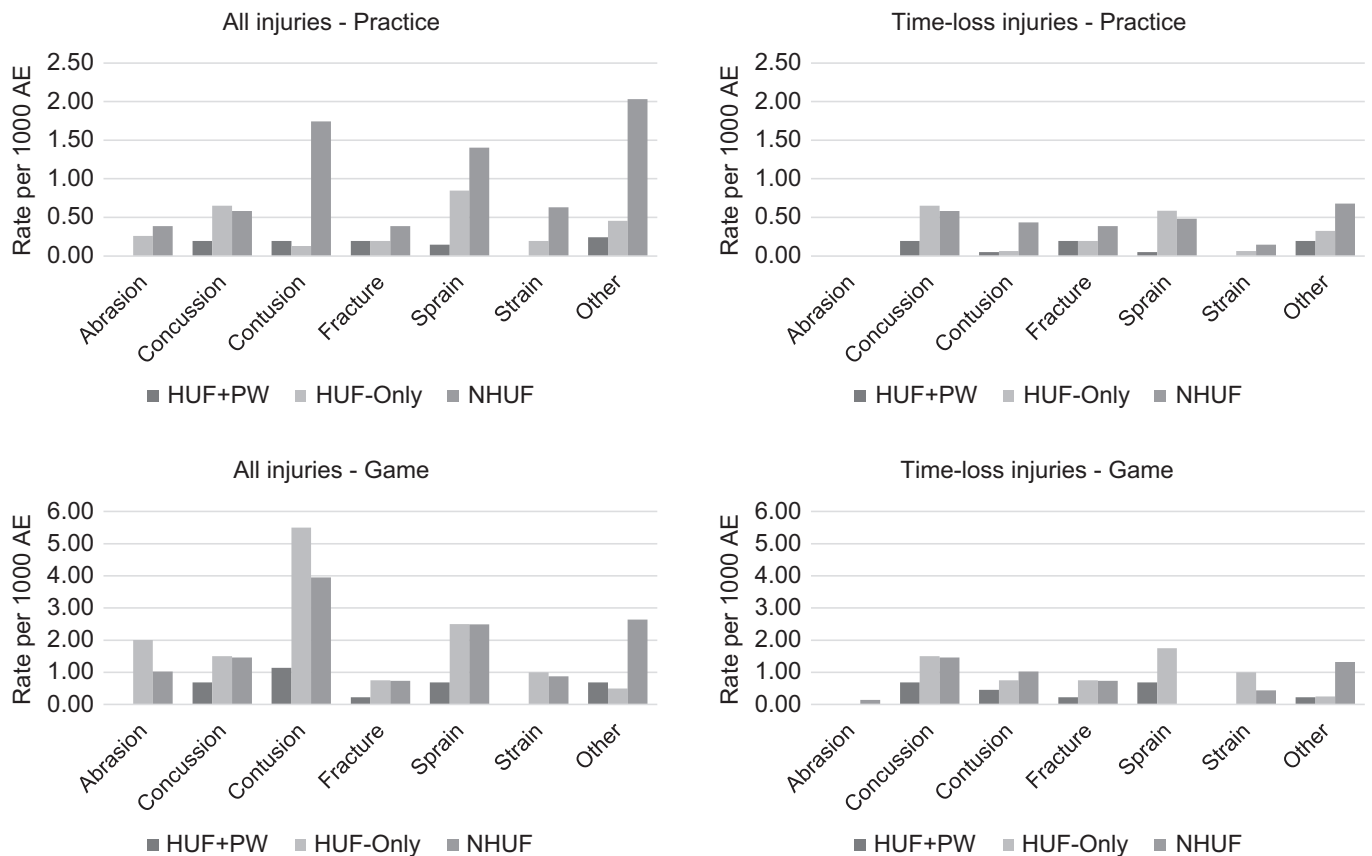 All injuries - Practice
Rate per 1000 AE
2.50
2.00
1.50
1.00
0.50
0.00
Abrasion
Concussion
Contusion
Fracture
Sprain
Strain
Other
HUF+PW HUF-Only NHUF
Time-loss injuries - Practice
Rate per 1000 AE
2.50
2.00
1.50
1.00
0.50
0.00
Abrasion
Concussion
Contusion
Fracture
Sprain
Strain
Other
HUF+PW HUF-Only NHUF
All injuries - Game
Rate per 1000 AE
6.00
5.00
4.00
3.00
2.00
1.00
0.00
Abrasion
Concussion
Contusion
Fracture
Sprain
Strain
Other
HUF+PW HUF-Only NHUF
Time-loss injuries - Game
Rate per 1000 AE
6.00
5.00
4.00
3.00
2.00
1.00
0.00
Abrasion
Concussion
Contusion
Fracture
Sprain
Strain
Other
HUF+PW HUF-Only NHUF